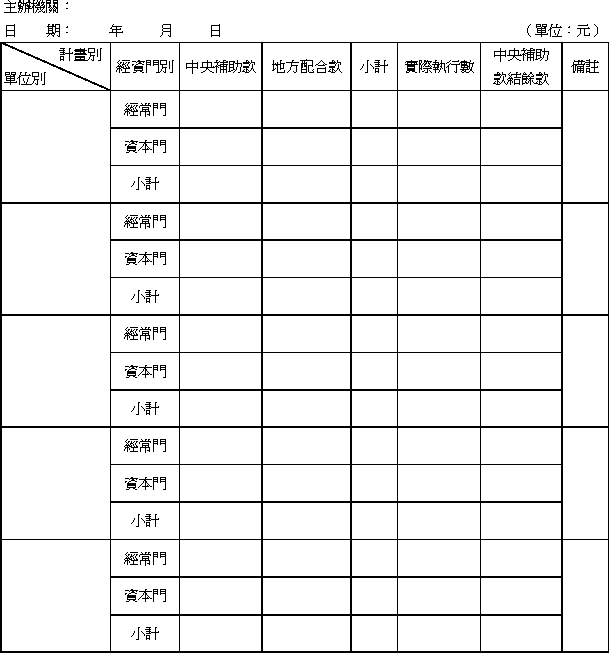 主辦機關：
日　期：　　年　　月　　日　　（單位：元）
計畫別
單位別
經資門別　中央補助款　地方配合款　小計　實際執行數　中央補助款結餘款　備註
經常門
資本門
小計
經常門
資本門
小計
經常門
資本門
小計
經常門
資本門
小計
經常門
資本門
小計